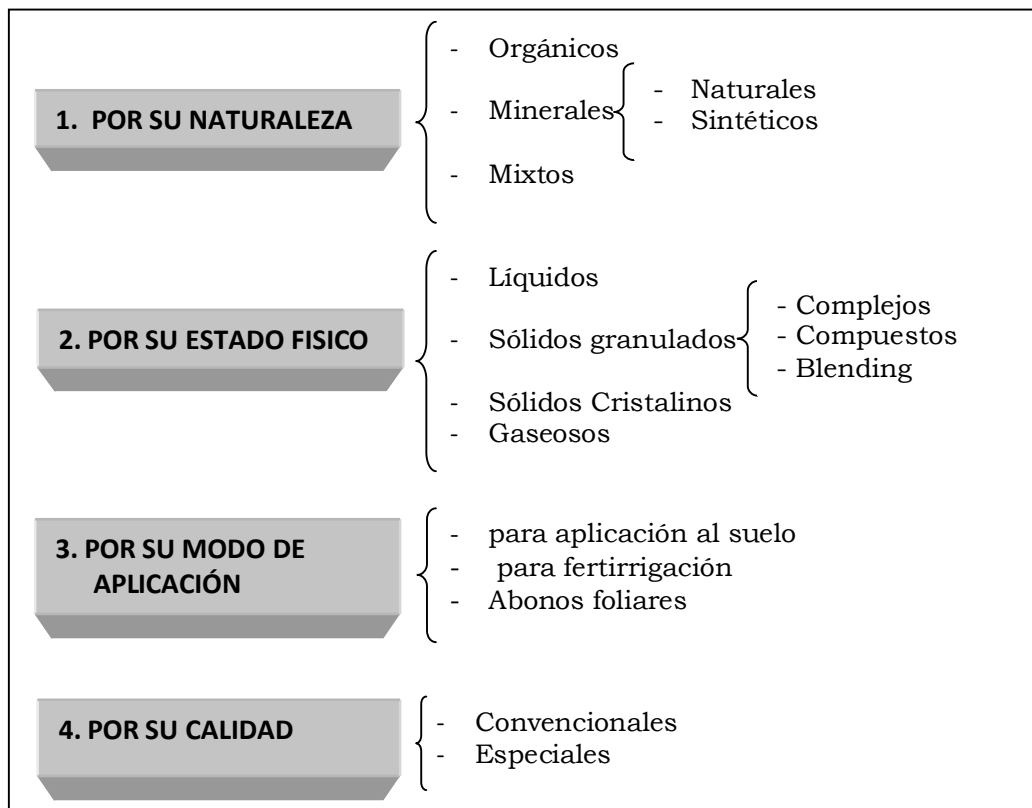 - Orgánicos
1. POR SU NATURALEZA
- Minerales
- Naturales
- Sintéticos
- Mixtos
2. POR SU ESTADO FISICO
- Líquidos
- Sólidos granulados
- Complejos
- Compuestos
- Blending
- Sólidos Cristalinos
- Gaseosos
3. POR SU MODO DE
APLICACIÓN
- para aplicación al suelo
- para fertirrigación
- Abonos foliares
4. POR SU CALIDAD
- Convencionales
- Especiales